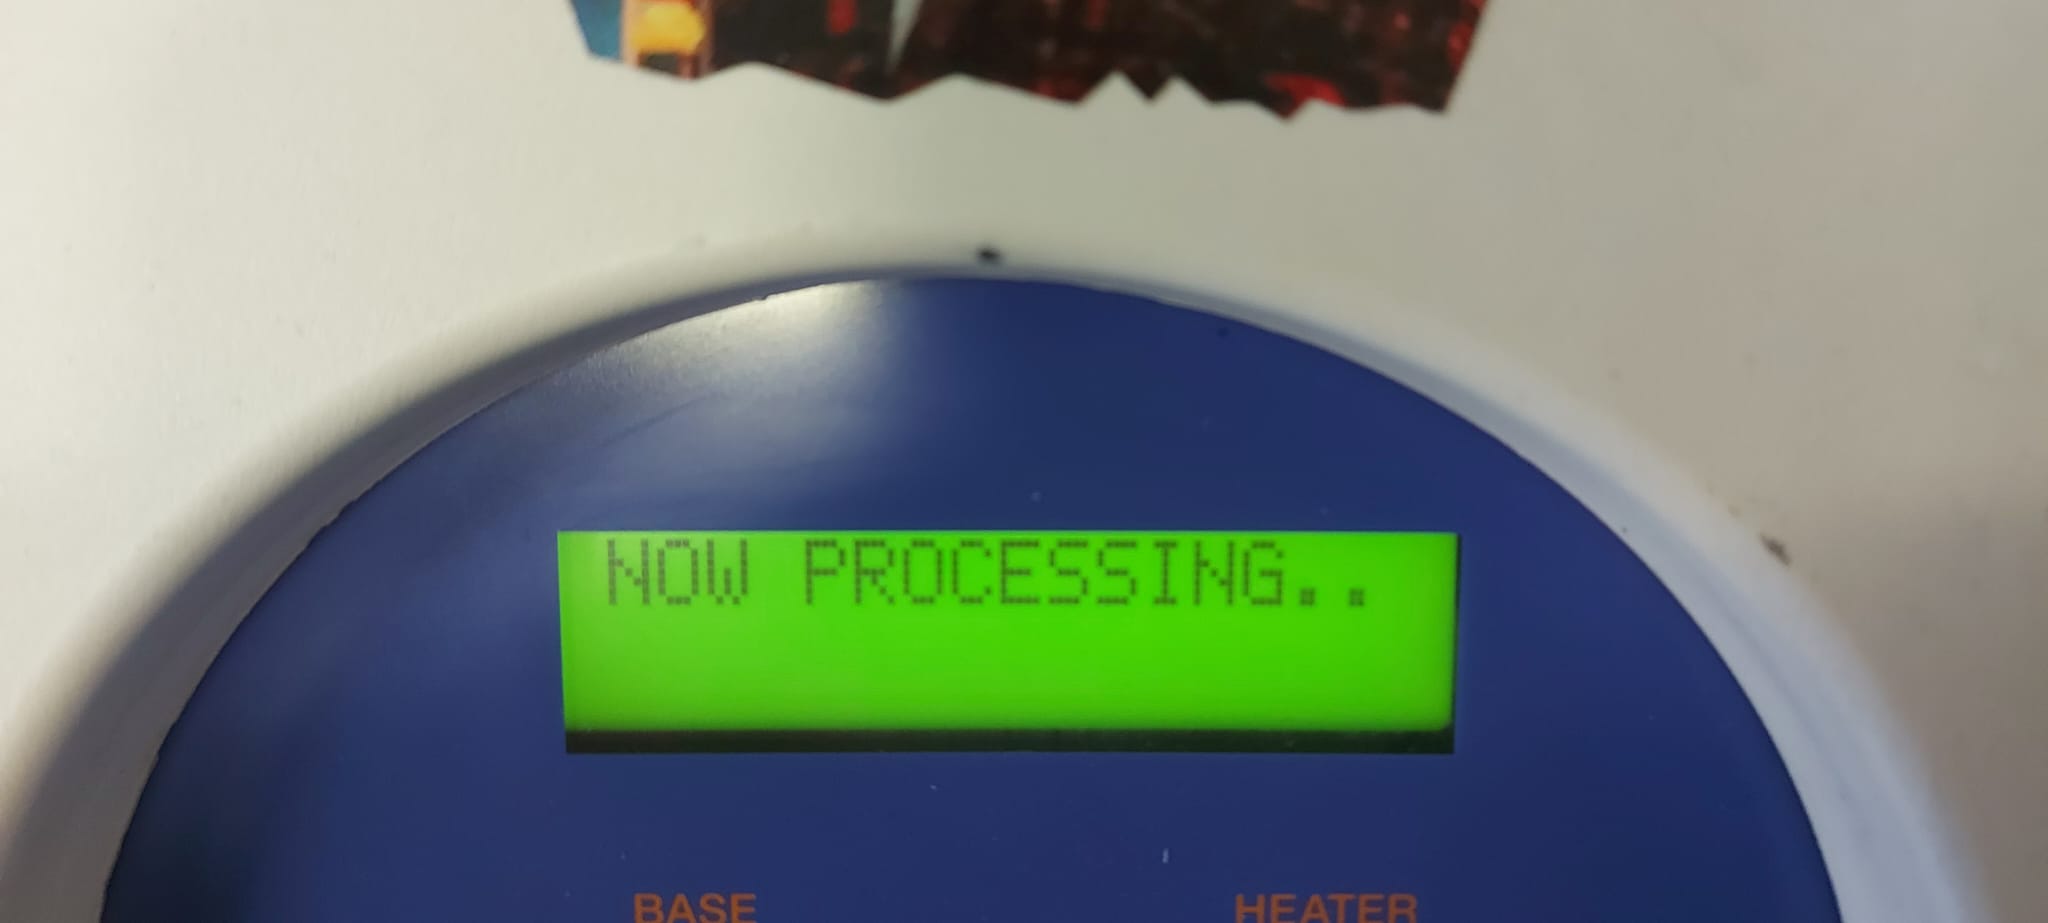 NOW PROCESSING..
BASE
HEATER